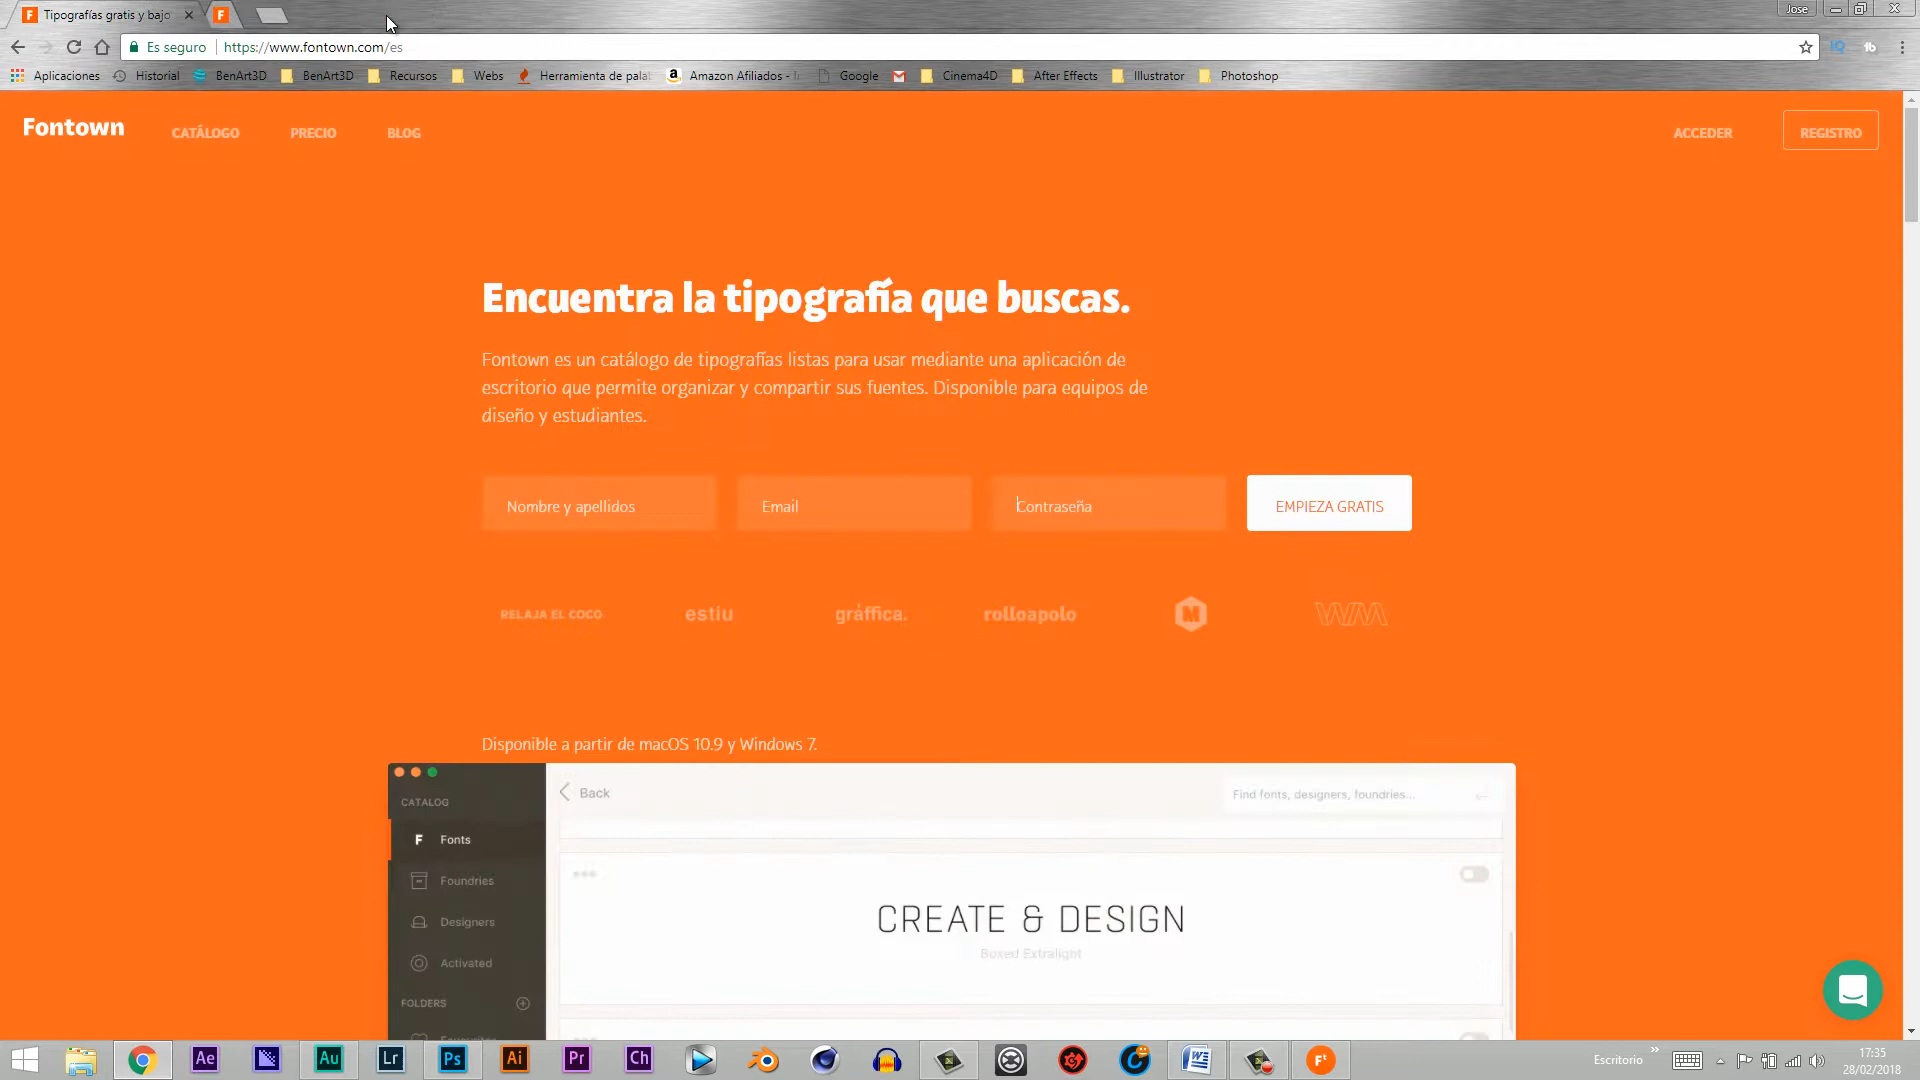 Tipografías gratis y bajo
Jose
Es seguro
https://www.fontown.com/es
Aplicaciones
Historial
BenArt3D
BenArt3D
Recursos
Webs
Herramienta de pala
Amazon Afiliados -
Google
Cinema4D
After Effects
Illustrator
Photoshop
Fontown
CATÁLOGO
PRECIO
BLOG
ACCEDER
REGISTRO
Encuentra la tipografía que buscas.
Fontown es un catálogo de tipografías listas para usar mediante una aplicación de
escritorio que permite organizar y compartir sus fuentes. Disponible para equipos de
diseño y estudiantes.
Nombre y apellidos
Email
Contraseña
EMPIEZA GRATIS
RELAJA EL COCO
estiu
gràffica.
rolloapolo
M
WM
Disponible a partir de macOS 10.9 y Windows 7.
CATALOG
Back
Find fonts, designers, foundries...
F Fonts
Foundries
Designers
Activated
FOLDERS
CREATE & DESIGN
Boxed Extralight
Ae
Au
Lr
Ps
Ai
Pr
Ch
Escritorio
17:35
28/02/2018